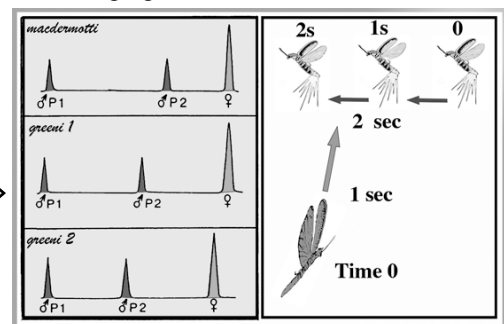 macdermotti
♂P1 ♂P2 ♀
greeni 1
♂P1 ♂P2 ♀
greeni 2
♂P1 ♂P2 ♀
2s 1s 0
2 sec
1 sec
Time 0